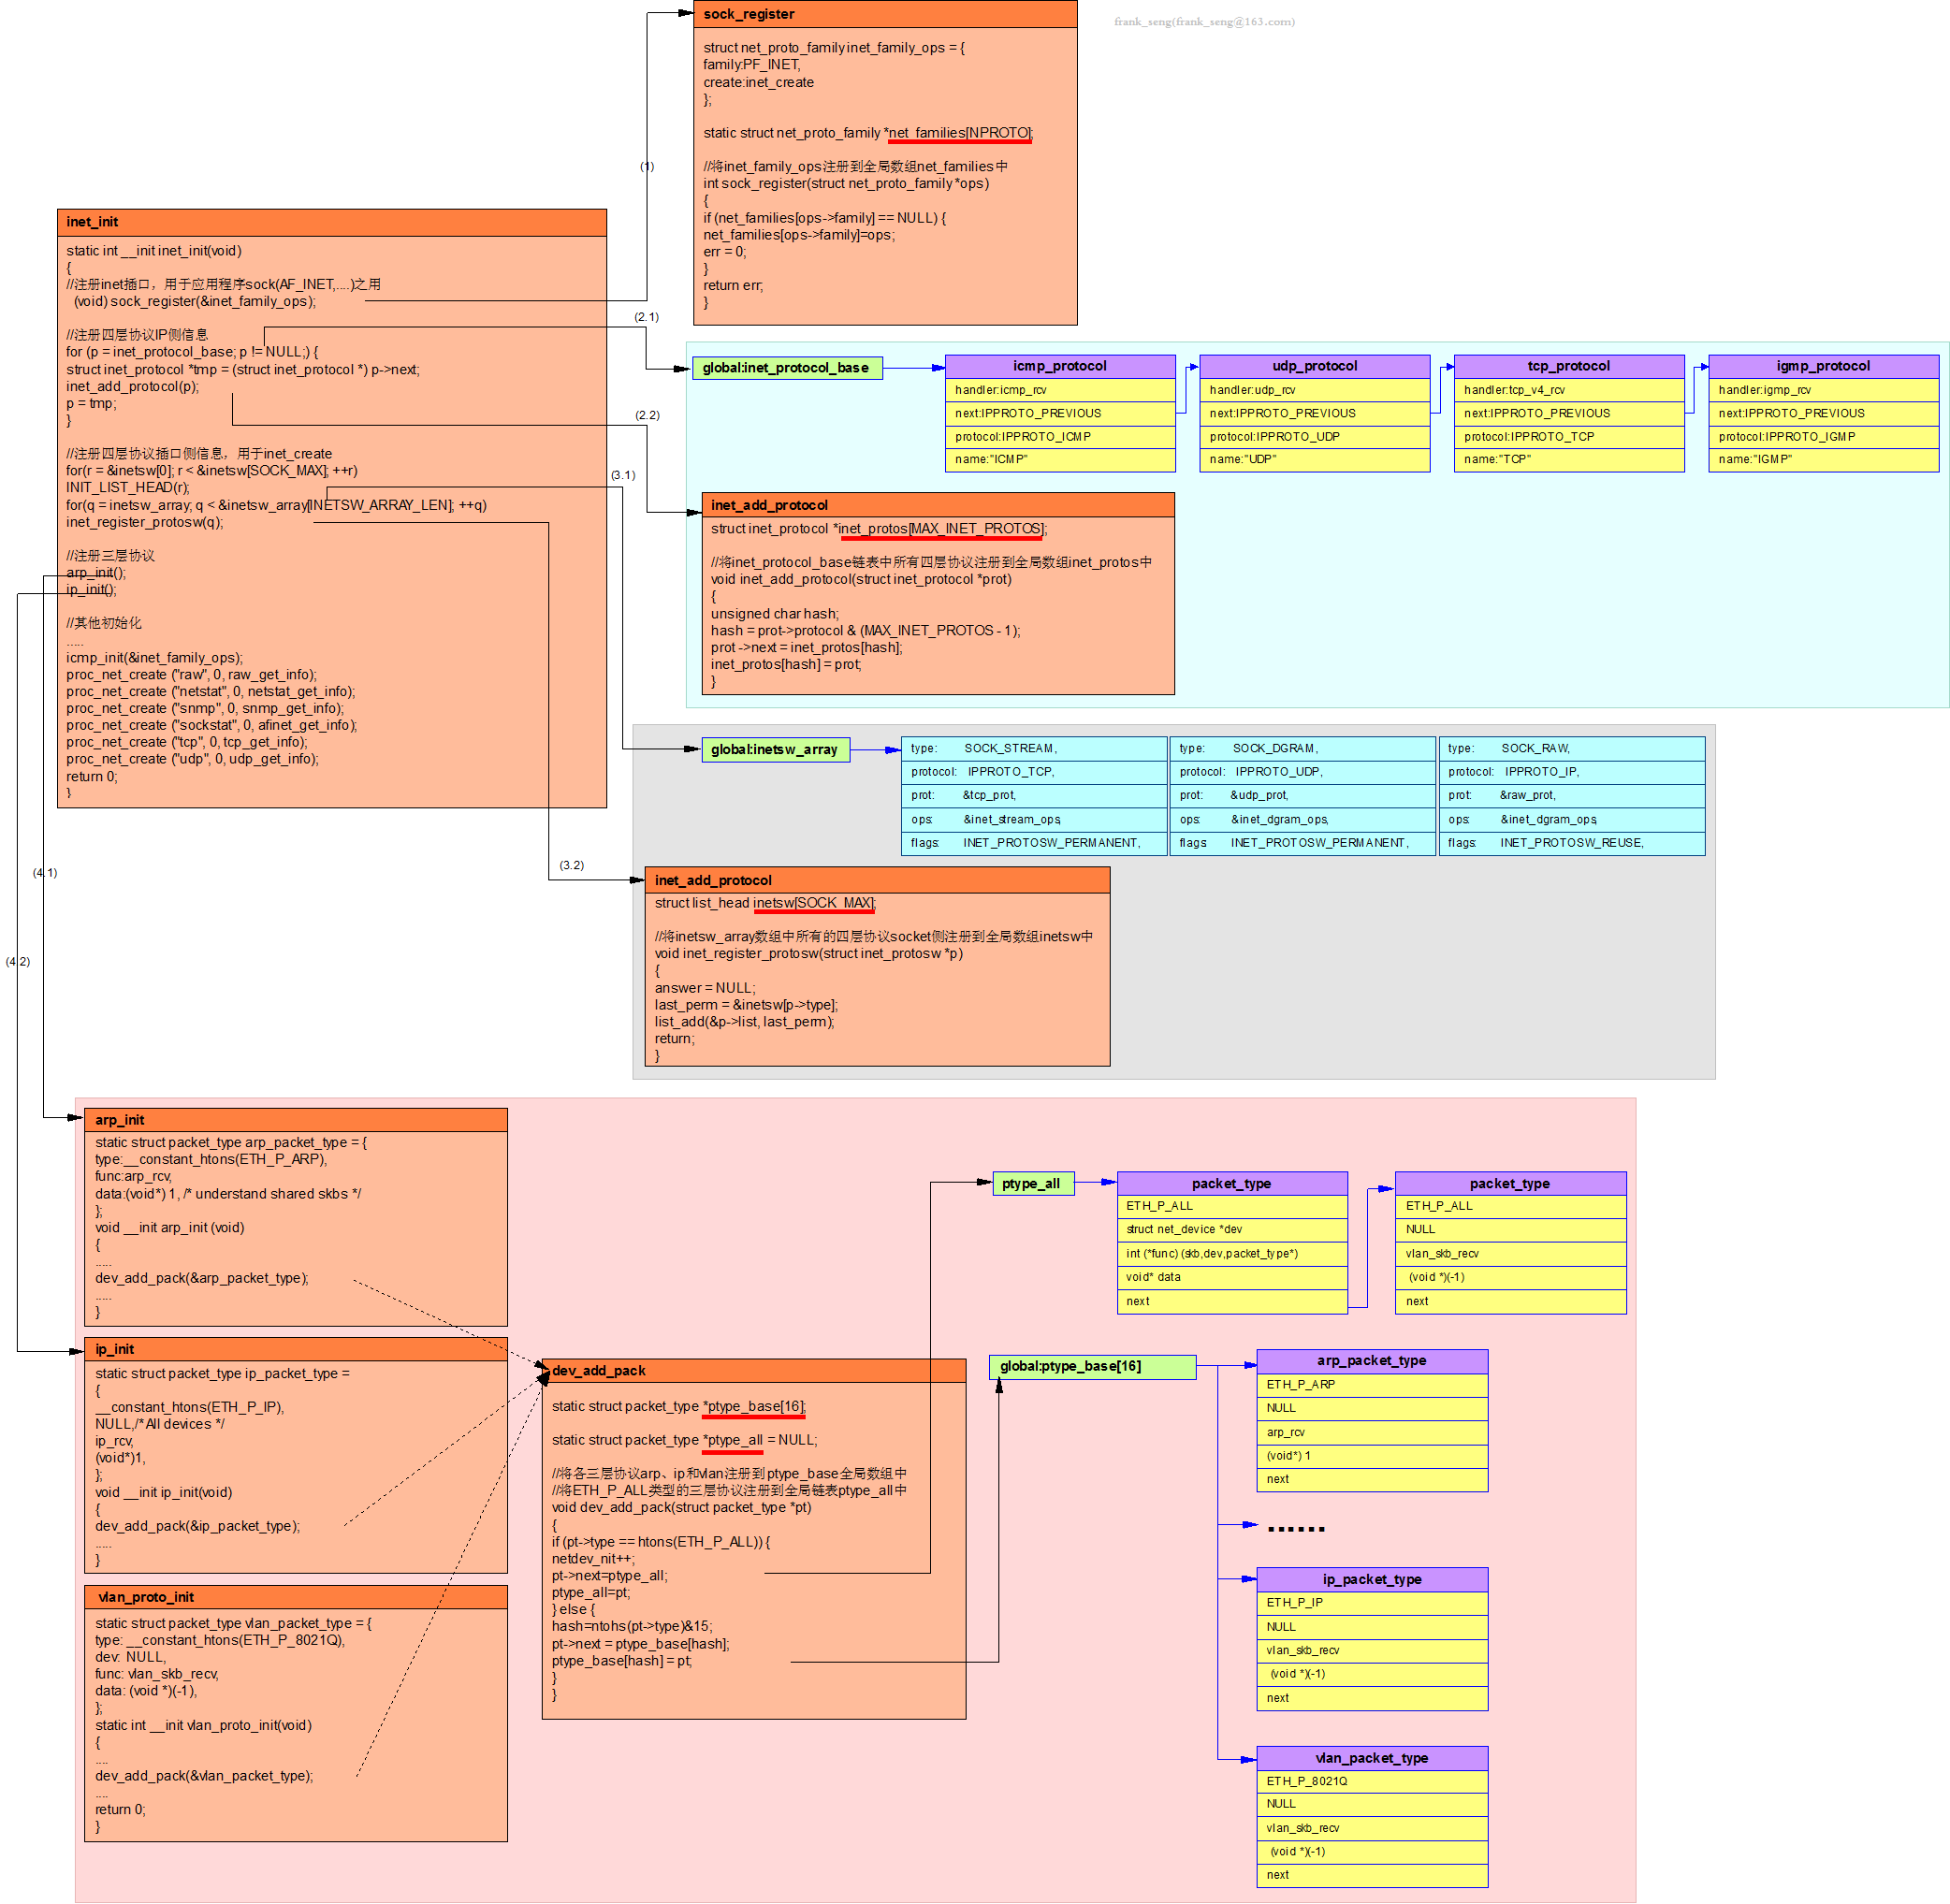 frank_seng(frank_seng@163.com)
sock_register
struct net_proto_family inet_family_ops = {
family:PF_INET,
create:inet_create
};
static struct net_proto_family *net_families[NPROTO];
//将inet_family_ops注册到全局数组net_families中
int sock_register(struct net_proto_family *ops)
{
if (net_families[ops->family] == NULL) {
net_families[ops->family]=ops;
err = 0;
}
return err;
}
(1)
inet_init
static int __init inet_init(void)
{
//注册inet插口，用于应用程序sock(AF_INET,....)之用
(void) sock_register(&inet_family_ops);
//注册四层协议IP侧信息
for (p = inet_protocol_base; p != NULL;) {
struct inet_protocol *tmp = (struct inet_protocol *) p->next;
inet_add_protocol(p);
p = tmp;
}
//注册四层协议插口侧信息，用于inet_create
for(r = &inetsw[0]; r < &inetsw[SOCK_MAX]; ++r)
INIT_LIST_HEAD(r);
for(q = inetsw_array; q < &inetsw_array[INETSW_ARRAY_LEN]; ++q)
inet_register_protosw(q);
//注册三层协议
arp_init();
ip_init();
//其他初始化
.....
icmp_init(&inet_family_ops);
proc_net_create ("raw", 0, raw_get_info);
proc_net_create ("netstat", 0, netstat_get_info);
proc_net_create ("snmp", 0, snmp_get_info);
proc_net_create ("sockstat", 0, afinet_get_info);
proc_net_create ("tcp", 0, tcp_get_info);
proc_net_create ("udp", 0, udp_get_info);
return 0;
}
(2.1)
(2.2)
(3.1)
(3.2)
(4.1)
(4.2)
global:inet_protocol_base
icmp_protocol
handler:icmp_rcv
next:IPPROTO_PREVIOUS
protocol:IPPROTO_ICMP
name:"ICMP"
udp_protocol
handler:udp_rcv
next:IPPROTO_PREVIOUS
protocol:IPPROTO_UDP
name:"UDP"
tcp_protocol
handler:tcp_v4_rcv
next:IPPROTO_PREVIOUS
protocol:IPPROTO_TCP
name:"TCP"
igmp_protocol
handler:igmp_rcv
next:IPPROTO_PREVIOUS
protocol:IPPROTO_IGMP
name:"IGMP"
inet_add_protocol
struct inet_protocol *inet_protos[MAX_INET_PROTOS];
//将inet_protocol_base链表中所有四层协议注册到全局数组inet_protos中
void inet_add_protocol(struct inet_protocol *prot)
{
unsigned char hash;
hash = prot->protocol & (MAX_INET_PROTOS - 1);
prot ->next = inet_protos[hash];
inet_protos[hash] = prot;
}
global:inetsw_array
type: SOCK_STREAM,
protocol: IPPROTO_TCP,
prot: &tcp_prot,
ops: &inet_stream_ops,
flags: INET_PROTOSW_PERMANENT,
type: SOCK_DGRAM,
protocol: IPPROTO_UDP,
prot: &udp_prot,
ops: &inet_dgram_ops,
flags: INET_PROTOSW_PERMANENT,
type: SOCK_RAW,
protocol: IPPROTO_IP,
prot: &raw_prot,
ops: &inet_dgram_ops,
flags: INET_PROTOSW_REUSE,
inet_add_protocol
struct list_head inetsw[SOCK_MAX];
//将inetsw_array数组中所有的四层协议socket侧注册到全局数组inetsw中
void inet_register_protosw(struct inet_protosw *p)
{
answer = NULL;
last_perm = &inetsw[p->type];
list_add(&p->list, last_perm);
return;
}
arp_init
static struct packet_type arp_packet_type = {
type:__constant_htons(ETH_P_ARP),
func:arp_rcv,
data:(void*) 1, /* understand shared skbs */
};
void __init arp_init (void)
{
.....
dev_add_pack(&arp_packet_type);
.....
}
ip_init
static struct packet_type ip_packet_type =
{
__constant_htons(ETH_P_IP),
NULL,/* All devices */
ip_rcv,
(void*)1,
};
void __init ip_init(void)
{
dev_add_pack(&ip_packet_type);
.....
}
vlan_proto_init
static struct packet_type vlan_packet_type = {
type: __constant_htons(ETH_P_8021Q),
dev: NULL,
func: vlan_skb_recv,
data: (void *)(-1),
};
static int __init vlan_proto_init(void)
{
....
dev_add_pack(&vlan_packet_type);
....
return 0;
}
dev_add_pack
static struct packet_type *ptype_base[16];
static struct packet_type *ptype_all = NULL;
//将各三层协议arp、ip和vlan注册到ptype_base全局数组中
//将ETH_P_ALL类型的三层协议注册到全局链表ptype_all中
void dev_add_pack(struct packet_type *pt)
{
if (pt->type == htons(ETH_P_ALL)) {
netdev_nit++;
pt->next=ptype_all;
ptype_all=pt;
} else {
hash=ntohs(pt->type)&15;
pt->next = ptype_base[hash];
ptype_base[hash] = pt;
}
}
ptype_all
packet_type
ETH_P_ALL
struct net_device *dev
int (*func) (skb,dev,packet_type*)
void* data
next
packet_type
ETH_P_ALL
NULL
vlan_skb_recv
(void *)(-1)
next
global:ptype_base[16]
arp_packet_type
ETH_P_ARP
NULL
arp_rcv
(void*) 1
next
......
ip_packet_type
ETH_P_IP
NULL
vlan_skb_recv
(void *)(-1)
next
vlan_packet_type
ETH_P_8021Q
NULL
vlan_skb_recv
(void *)(-1)
next